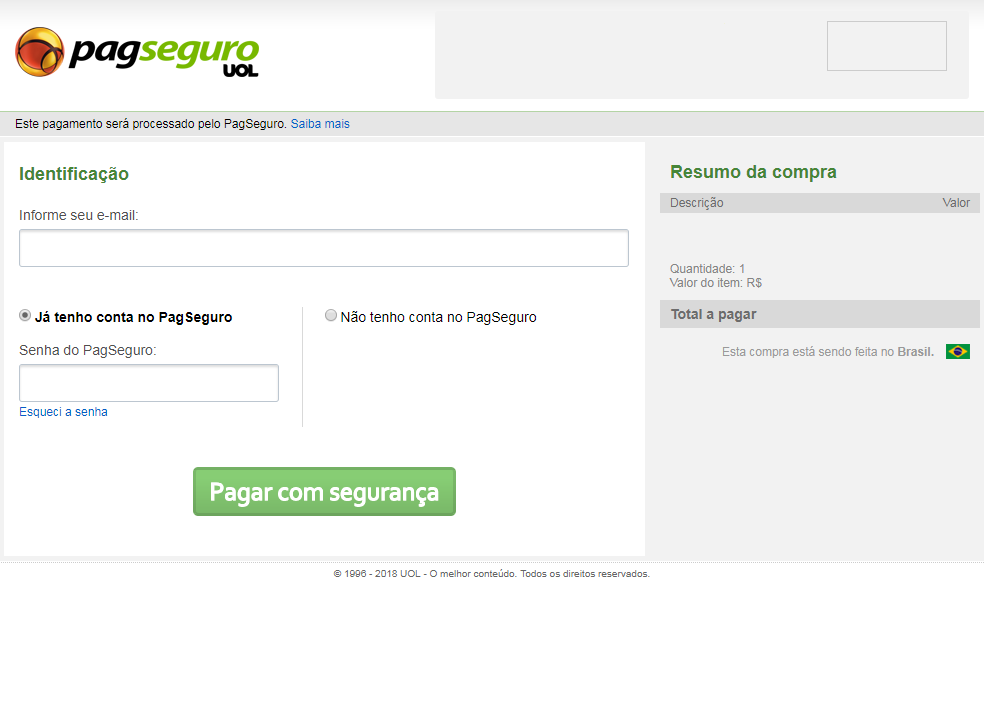 pagseguro
UOL
Este pagamento será processado pelo PagSeguro. Saiba mais
Identificação
Informe seu e-mail:
Já tenho conta no PagSeguro
Não tenho conta no PagSeguro
Senha do PagSeguro:
Esqueci a senha
Pagar com segurança
Resumo da compra
Descrição Valor
Quantidade: 1
Valor do item: R$
Total a pagar
Esta compra está sendo feita no Brasil.
© 1996 - 2018 UOL - O melhor conteúdo. Todos os direitos reservados.